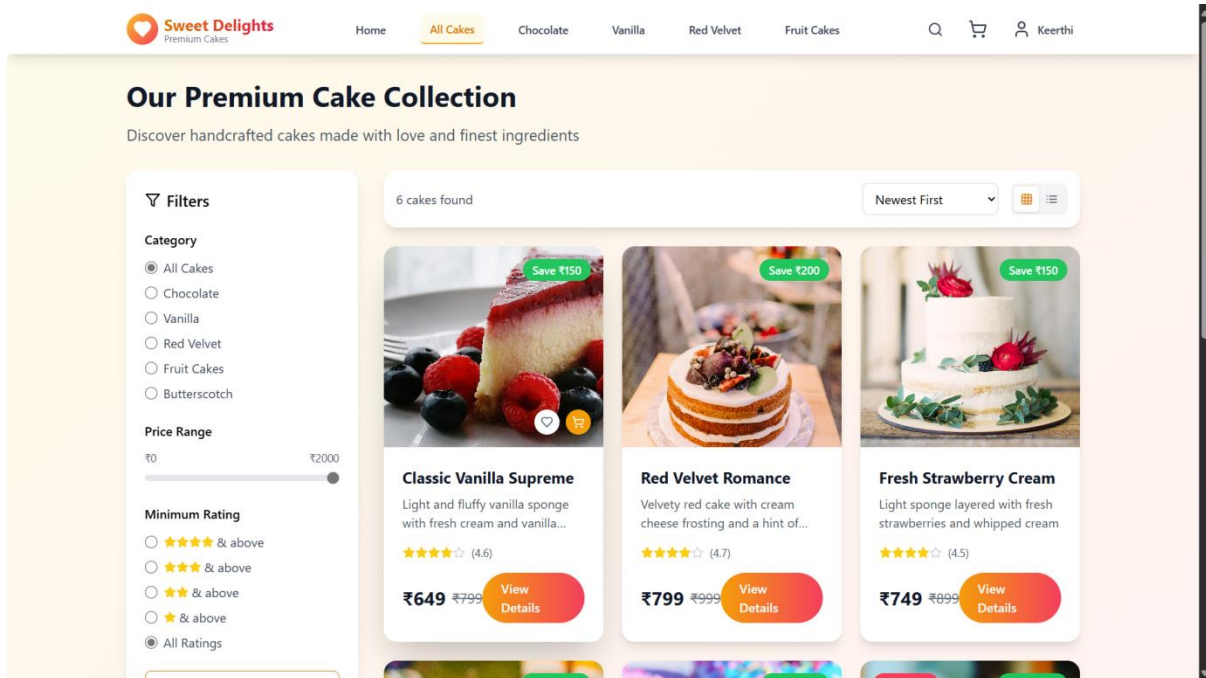 Sweet Delights
Premium Cakes
Home
All Cakes
Chocolate
Vanilla
Red Velvet
Fruit Cakes
Keerthi
Our Premium Cake Collection
Discover handcrafted cakes made with love and finest ingredients
Filters
Category
All Cakes
Chocolate
Vanilla
Red Velvet
Fruit Cakes
Butterscotch
Price Range
₹0
₹2000
Minimum Rating
& above
& above
& above
& above
All Ratings
6 cakes found
Newest First
Save ₹150
Classic Vanilla Supreme
Light and fluffy vanilla sponge
with fresh cream and vanilla...
(4.6)
₹649 ₹799
View
Details
Save ₹200
Red Velvet Romance
Velvety red cake with cream
cheese frosting and a hint of...
(4.7)
₹799 ₹999
View
Details
Save ₹150
Fresh Strawberry Cream
Light sponge layered with fresh
strawberries and whipped cream
(4.5)
₹749 ₹899
View
Details